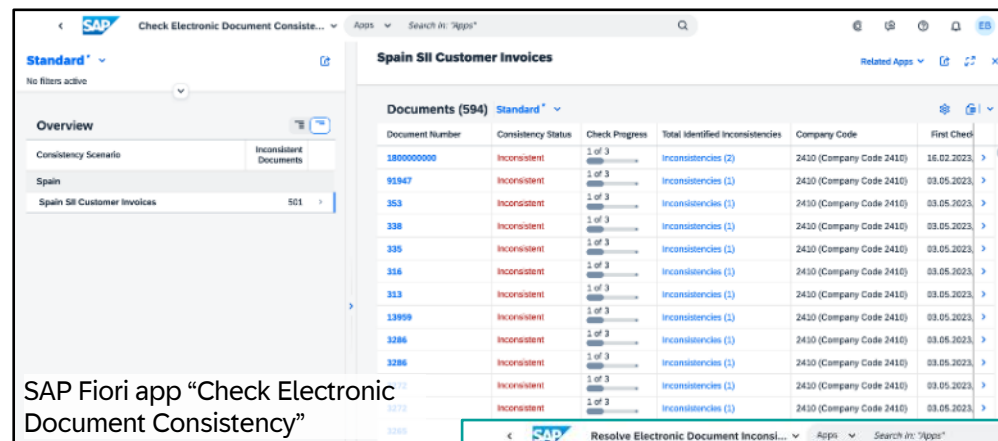 SAP Check Electronic Document Consiste... Apps Search in: "Apps" EB
Standard*
No filters active
Overview
Consistency Scenario Inconsistent Documents
Spain
Spain SII Customer Invoices 501
SAP Fiori app “Check Electronic
Document Consistency”
Spain SII Customer Invoices Related Apps
Documents (594) Standard*
Document Number Consistency Status Check Progress Total Identified Inconsistencies Company Code First Check
1800000000 Inconsistent 1 of 3 Inconsistencies (2) 2410 (Company Code 2410) 16.02.2023,
91947 Inconsistent 1 of 3 Inconsistencies (1) 2410 (Company Code 2410) 03.05.2023,
353 Inconsistent 1 of 3 Inconsistencies (1) 2410 (Company Code 2410) 03.05.2023,
338 Inconsistent 1 of 3 Inconsistencies (1) 2410 (Company Code 2410) 03.05.2023,
335 Inconsistent 1 of 3 Inconsistencies (1) 2410 (Company Code 2410) 03.05.2023,
316 Inconsistent 1 of 3 Inconsistencies (1) 2410 (Company Code 2410) 03.05.2023,
313 Inconsistent 1 of 3 Inconsistencies (1) 2410 (Company Code 2410) 03.05.2023,
13959 Inconsistent 1 of 3 Inconsistencies (1) 2410 (Company Code 2410) 03.05.2023,
3286 Inconsistent 1 of 3 Inconsistencies (1) 2410 (Company Code 2410) 03.05.2023,
3286 Inconsistent 1 of 3 Inconsistencies (1) 2410 (Company Code 2410) 03.05.2023,
3272 Inconsistent 1 of 3 Inconsistencies (1) 2410 (Company Code 2410) 03.05.2023,
3272 Inconsistent 1 of 3 Inconsistencies (1) 2410 (Company Code 2410) 03.05.2023,
SAP Resolve Electronic Document Inconsi... Apps Search in: "Apps"